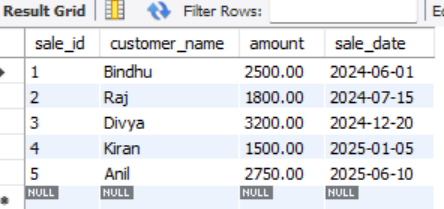 Result Grid Filter Rows: Ed
sale_id customer_name amount sale_date
1 Bindhu 2500.00 2024-06-01
2 Raj 1800.00 2024-07-15
3 Divya 3200.00 2024-12-20
4 Kiran 1500.00 2025-01-05
5 Anil 2750.00 2025-06-10
NULL NULL NULL NULL